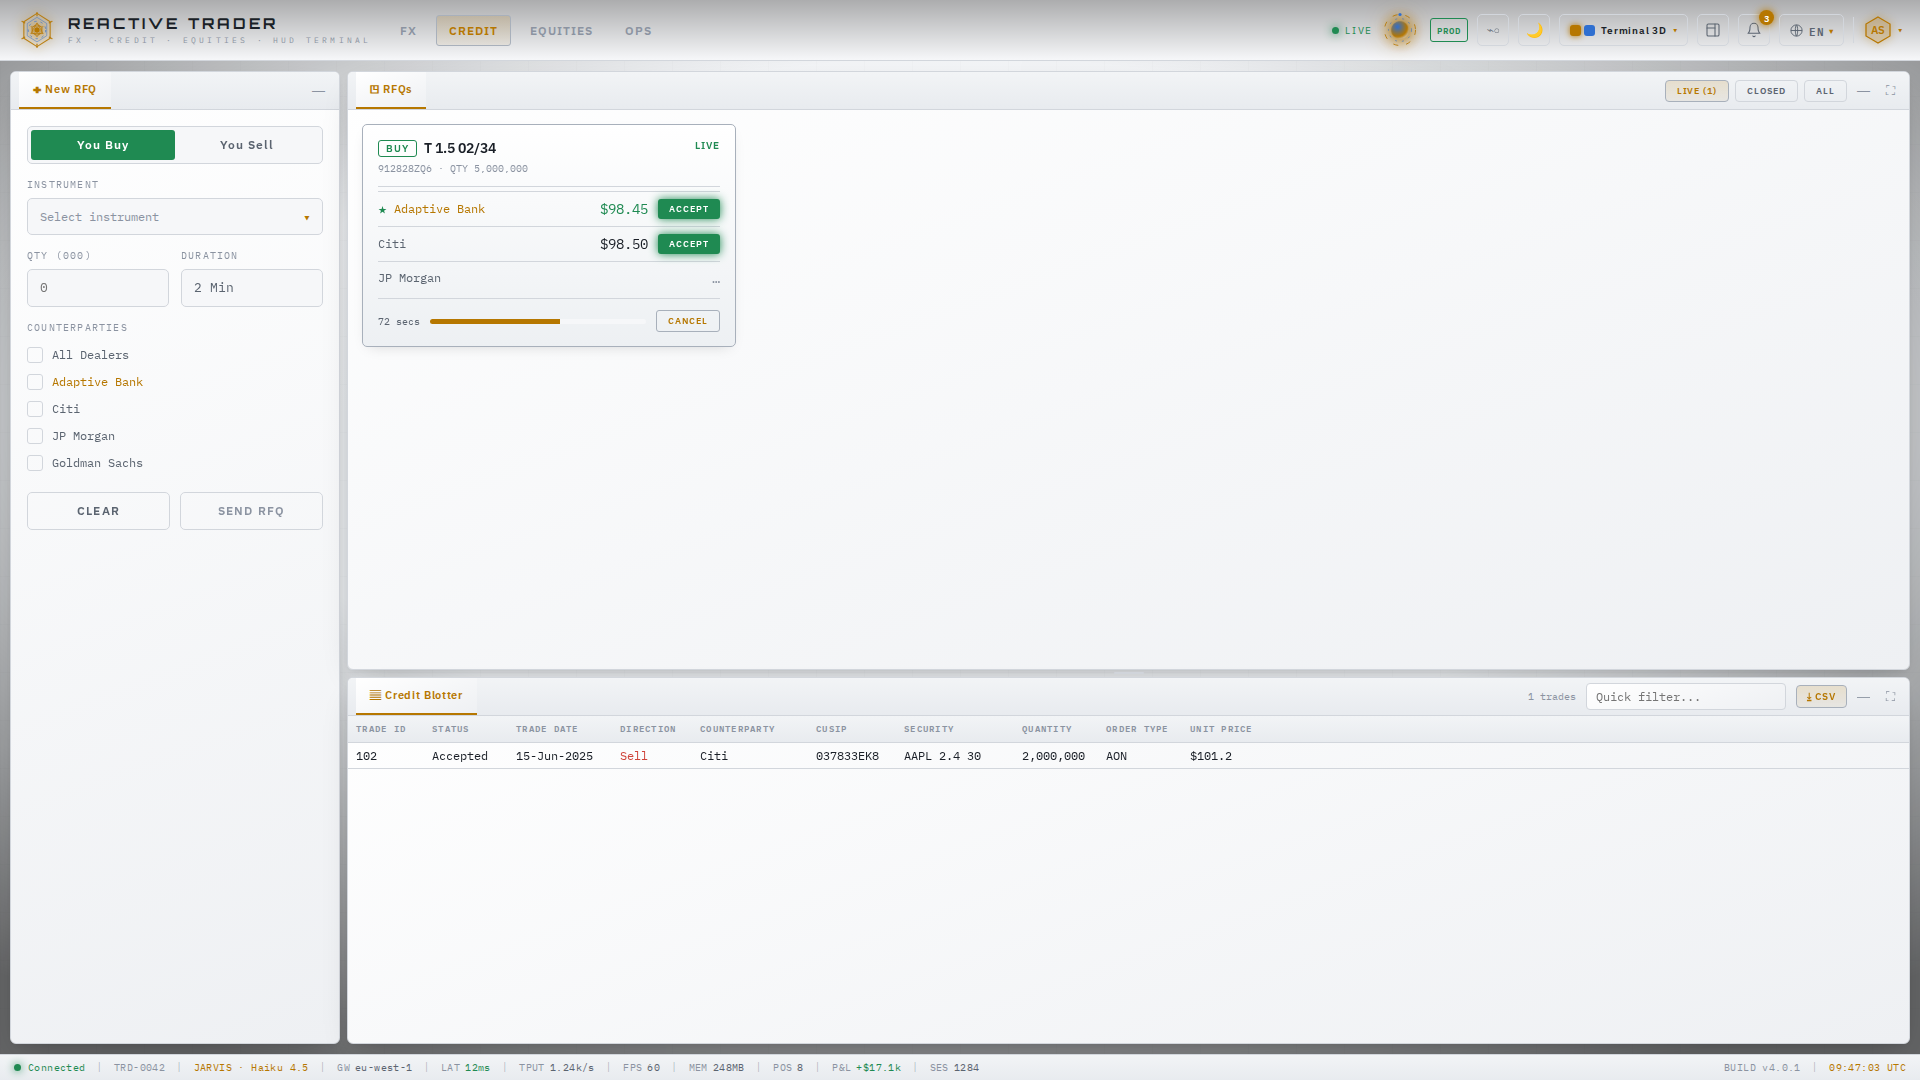 REACTIVE TRADER
FX · CREDIT · EQUITIES · HUD TERMINAL
FX CREDIT EQUITIES OPS
LIVE PROD Terminal 3D 3 EN AS
New RFQ
You Buy You Sell
INSTRUMENT
Select instrument
QTY (000) DURATION
0 2 Min
COUNTERPARTIES
All Dealers
Adaptive Bank
Citi
JP Morgan
Goldman Sachs
CLEAR SEND RFQ
RFQs LIVE (1) CLOSED ALL
BUY T 1.5 02/34 LIVE
912828ZQ6 · QTY 5,000,000
★ Adaptive Bank $98.45 ACCEPT
Citi $98.50 ACCEPT
JP Morgan …
72 secs CANCEL
Credit Blotter 1 trades Quick filter... CSV
TRADE ID STATUS TRADE DATE DIRECTION COUNTERPARTY CUSIP SECURITY QUANTITY ORDER TYPE UNIT PRICE
102 Accepted 15-Jun-2025 Sell Citi 037833EK8 AAPL 2.4 30 2,000,000 AON $101.2
Connected | TRD-0042 | JARVIS · Haiku 4.5 | GW eu-west-1 | LAT 12ms | TPUT 1.24k/s | FPS 60 | MEM 248MB | POS 8 | P&L +$17.1k | SES 1284 BUILD v4.0.1 | 09:47:03 UTC